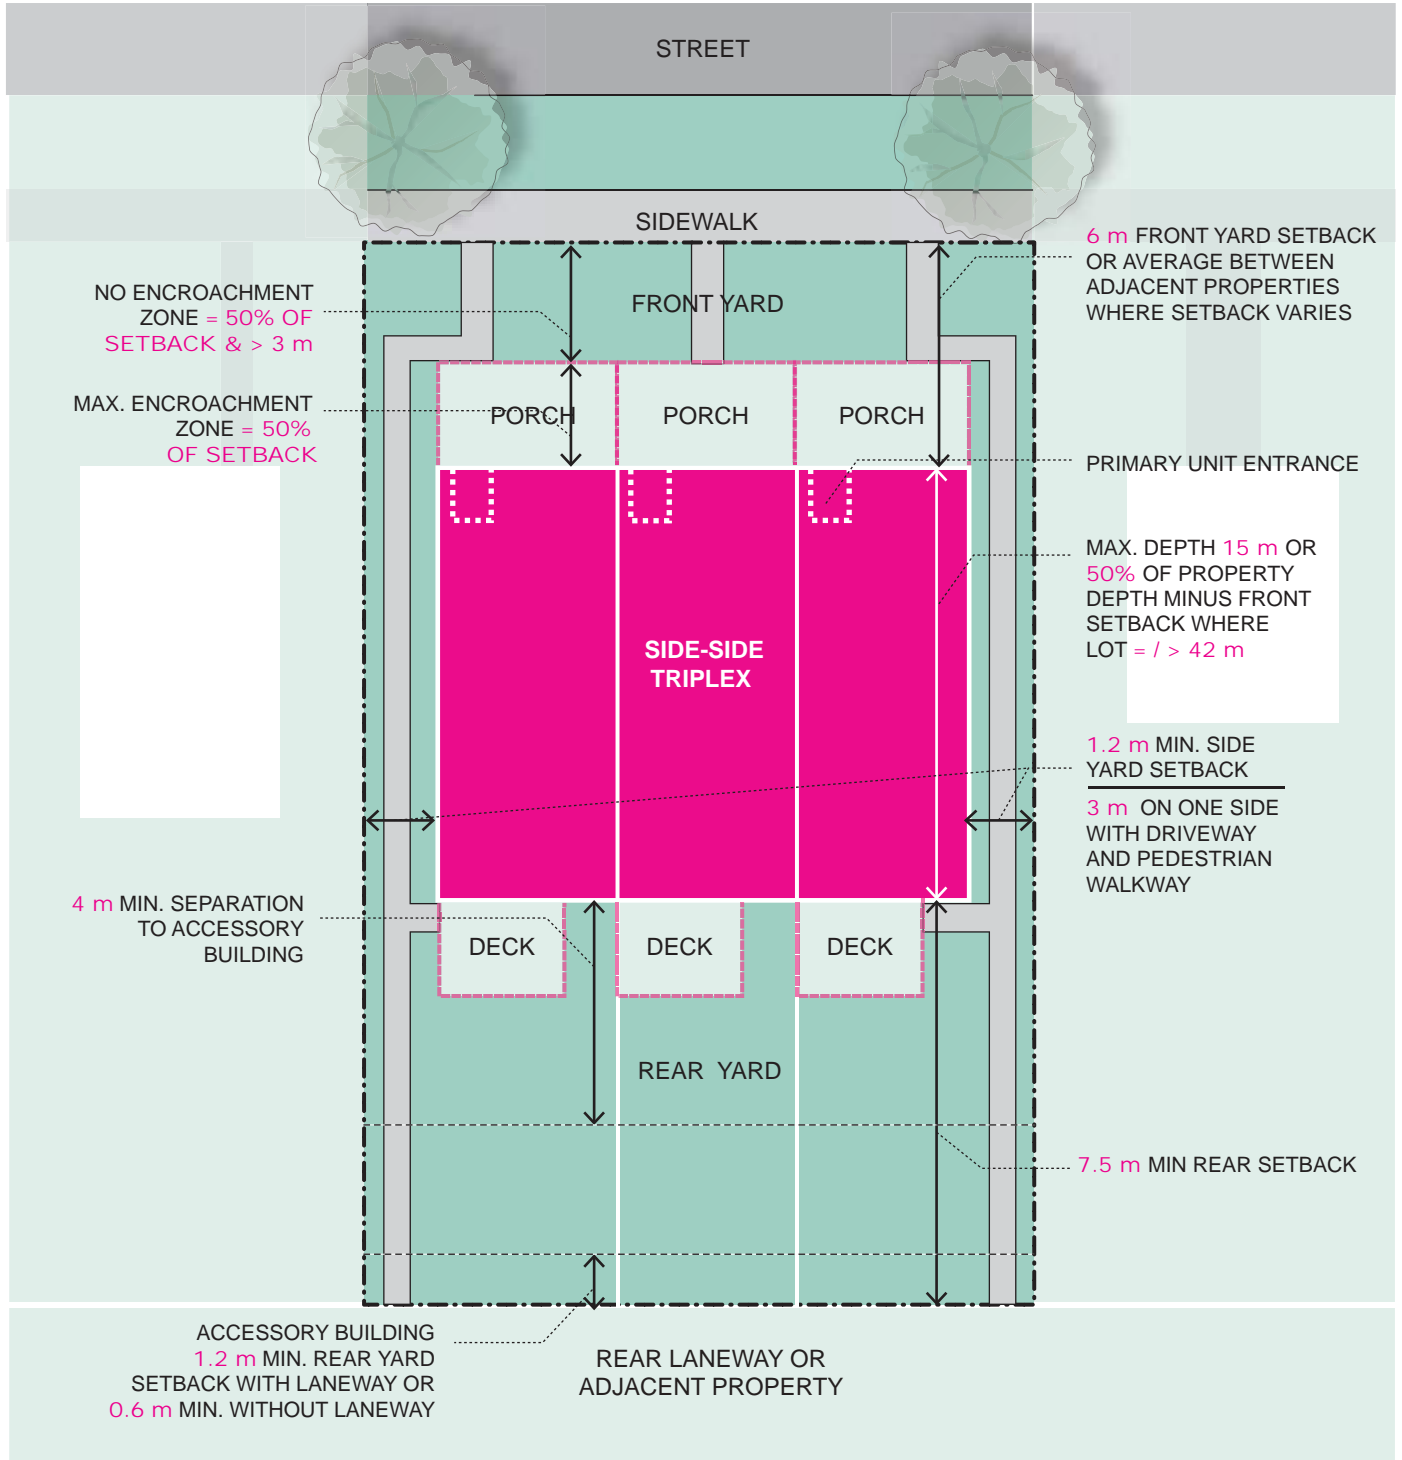 STREET
SIDEWALK
6 m FRONT YARD SETBACK
OR AVERAGE BETWEEN
ADJACENT PROPERTIES
WHERE SETBACK VARIES
NO ENCROACHMENT
ZONE = 50% OF
SETBACK & > 3 m
FRONT YARD
MAX. ENCROACHMENT
ZONE = 50%
OF SETBACK
PORCH
PORCH
PORCH
PRIMARY UNIT ENTRANCE
MAX. DEPTH 15 m OR
50% OF PROPERTY
DEPTH MINUS FRONT
SETBACK WHERE
LOT = / > 42 m
SIDE-SIDE
TRIPLEX
1.2 m MIN. SIDE
YARD SETBACK
3 m ON ONE SIDE
WITH DRIVEWAY
AND PEDESTRIAN
WALKWAY
4 m MIN. SEPARATION
TO ACCESSORY
BUILDING
DECK
DECK
DECK
REAR YARD
7.5 m MIN REAR SETBACK
ACCESSORY BUILDING
1.2 m MIN. REAR YARD
SETBACK WITH LANEWAY OR
0.6 m MIN. WITHOUT LANEWAY
REAR LANEWAY OR
ADJACENT PROPERTY